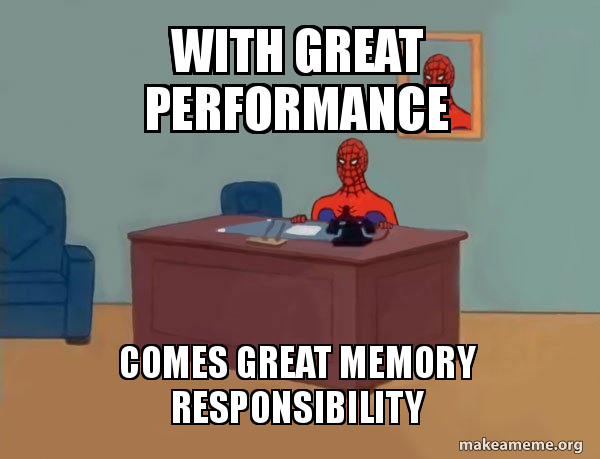 WITH GREAT
PERFORMANCE
COMES GREAT MEMORY
RESPONSIBILITY
makeameme.org